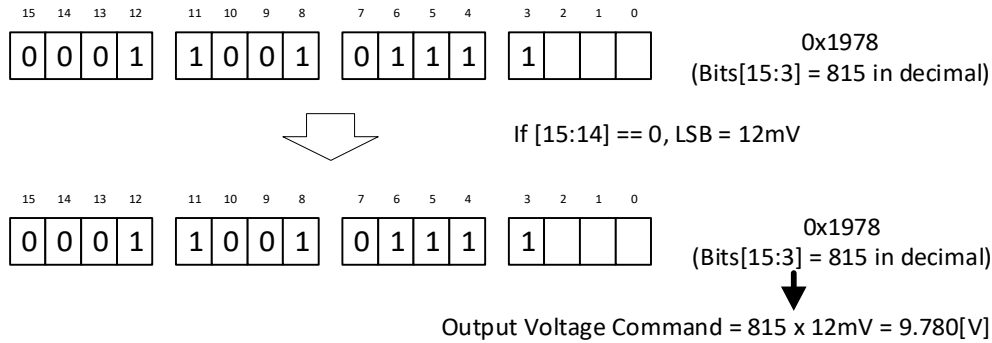 15 14 13 12 11 10 9 8 7 6 5 4 3 2 1 0
0 0 0 1 1 0 0 1 0 1 1 1 1
0x1978
(Bits[15:3] = 815 in decimal)
If [15:14] == 0, LSB = 12mV
15 14 13 12 11 10 9 8 7 6 5 4 3 2 1 0
0 0 0 1 1 0 0 1 0 1 1 1 1
0x1978
(Bits[15:3] = 815 in decimal)
Output Voltage Command = 815 x 12mV = 9.780[V]